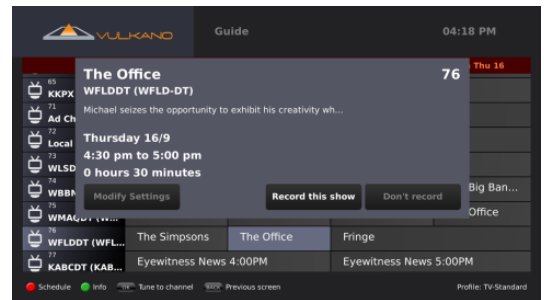 VULKANO
Guide
04:18 PM
Thu 16
The Office
76
WFLDDT (WFLD-DT)
Michael seizes the opportunity to exhibit his creativity wh...
Thursday 16/9
4:30 pm to 5:00 pm
0 hours 30 minutes
Modify Settings
Record this show
Don't record
65
KKPX
71
Ad Ch
72
Local
73
WLSD
74
WBBN
Big Ban...
75
WMAQDT (W...
Office
76
WFLDDT (WFL...
The Simpsons
The Office
Fringe
77
KABCDT (KAB...
Eyewitness News 4:00PM
Eyewitness News 5:00PM
Schedule
Info
OK
Tune to channel
BACK
Previous screen
Profile: TV-Standard